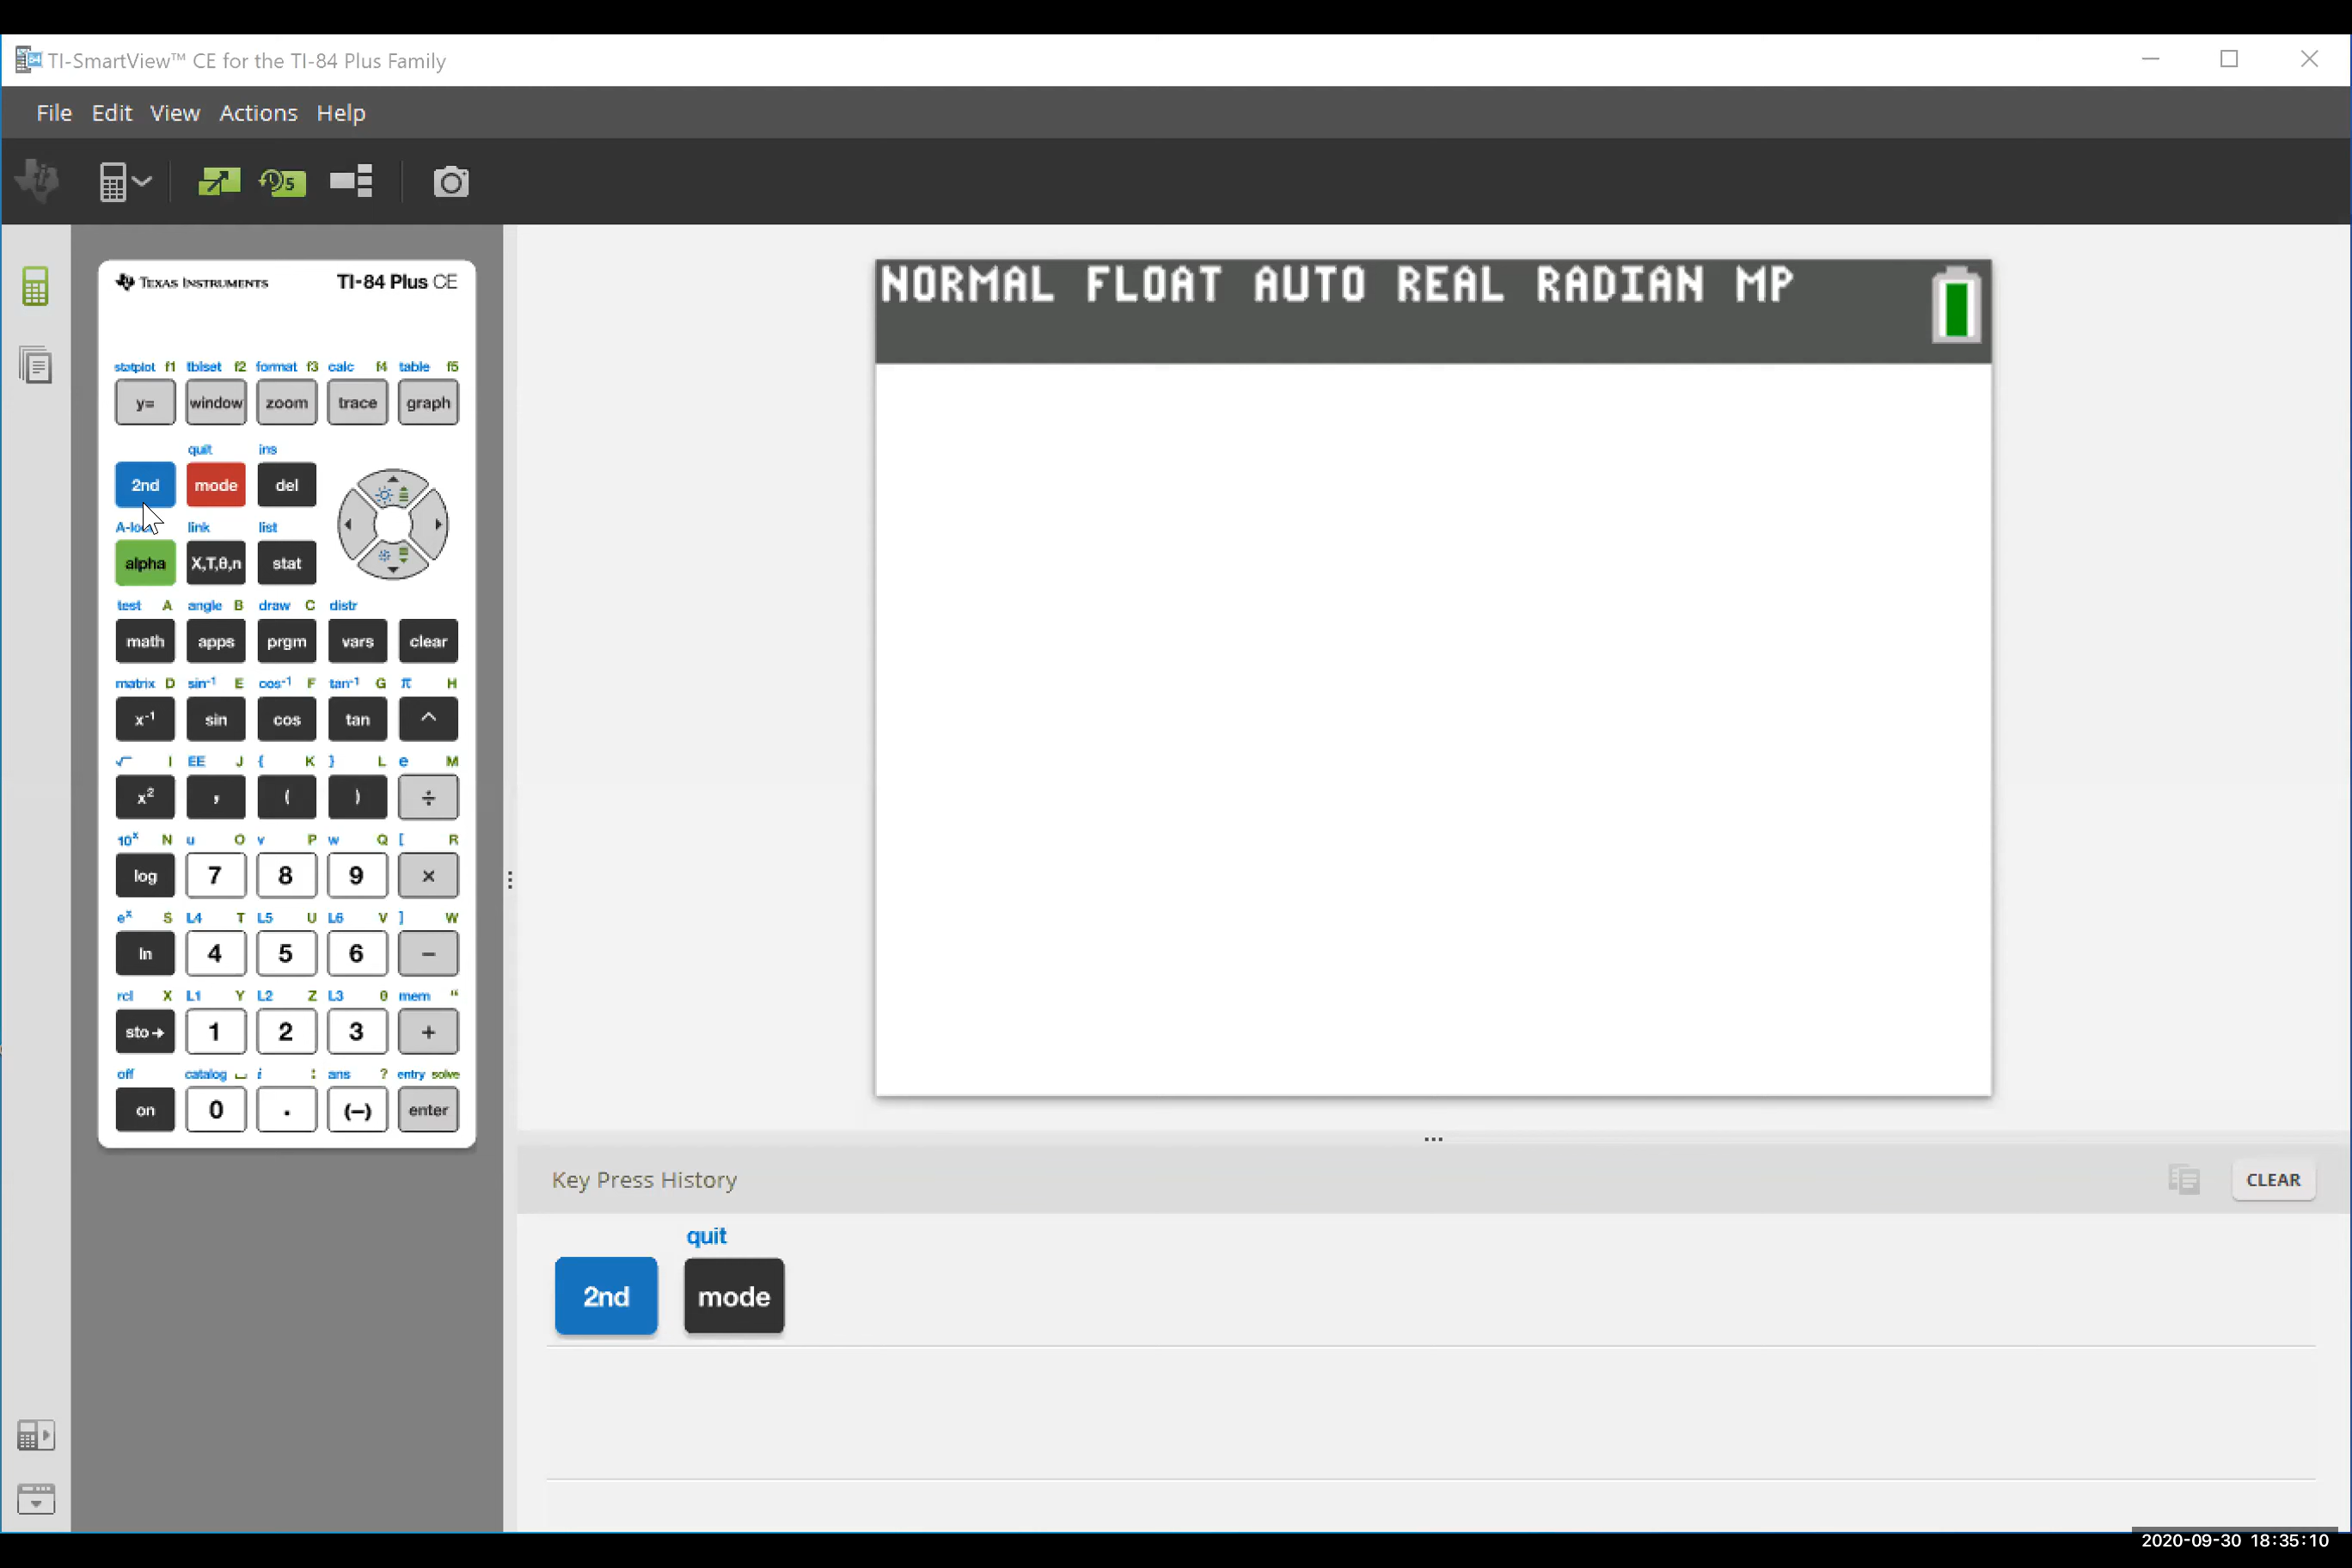 TI-SmartView™ CE for the TI-84 Plus Family
File Edit View Actions Help
5
TEXAS INSTRUMENTS TI-84 Plus CE
NORMAL FLOAT AUTO REAL RADIAN MP
statplot f1 tblset f2 format f3 calc f4 table f5
y= window zoom trace graph
quit ins
2nd mode del
link list
alpha X,T,θ,n stat
test A angle B draw C distr
math apps prgm vars clear
matrix D sin⁻¹ E cos⁻¹ F tan⁻¹ G π H
x⁻¹ sin cos tan ^
√ I EE J { K } L e M
x² , ( ) ÷
10ˣ N u O v P w Q [ R
log 7 8 9 ×
eˣ S L4 T L5 U L6 V ] W
ln 4 5 6 −
rcl X L1 Y L2 Z L3 θ mem "
sto→ 1 2 3 +
off catalog ⎵ i : ans ? entry solve
on 0 . (−) enter
Key Press History CLEAR
quit
2nd mode
2020-09-30 18:35:10